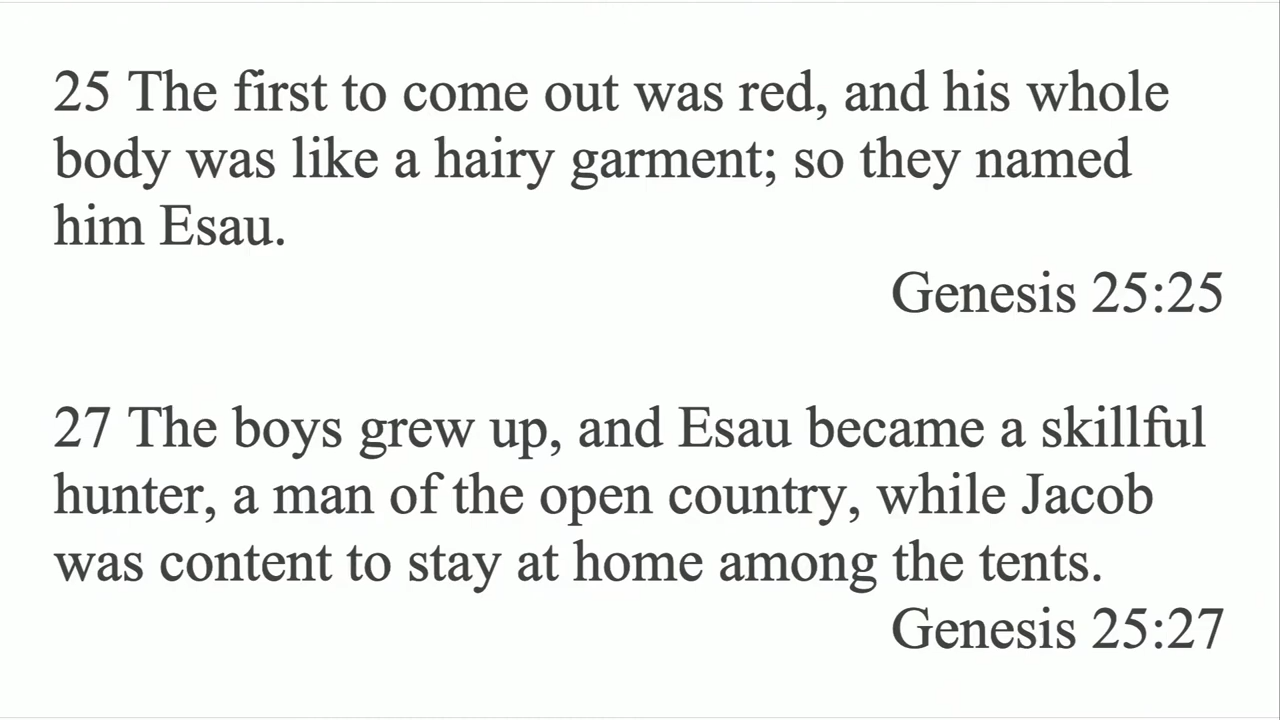 25 The first to come out was red, and his whole
body was like a hairy garment; so they named
him Esau.
Genesis 25:25
27 The boys grew up, and Esau became a skillful
hunter, a man of the open country, while Jacob
was content to stay at home among the tents.
Genesis 25:27